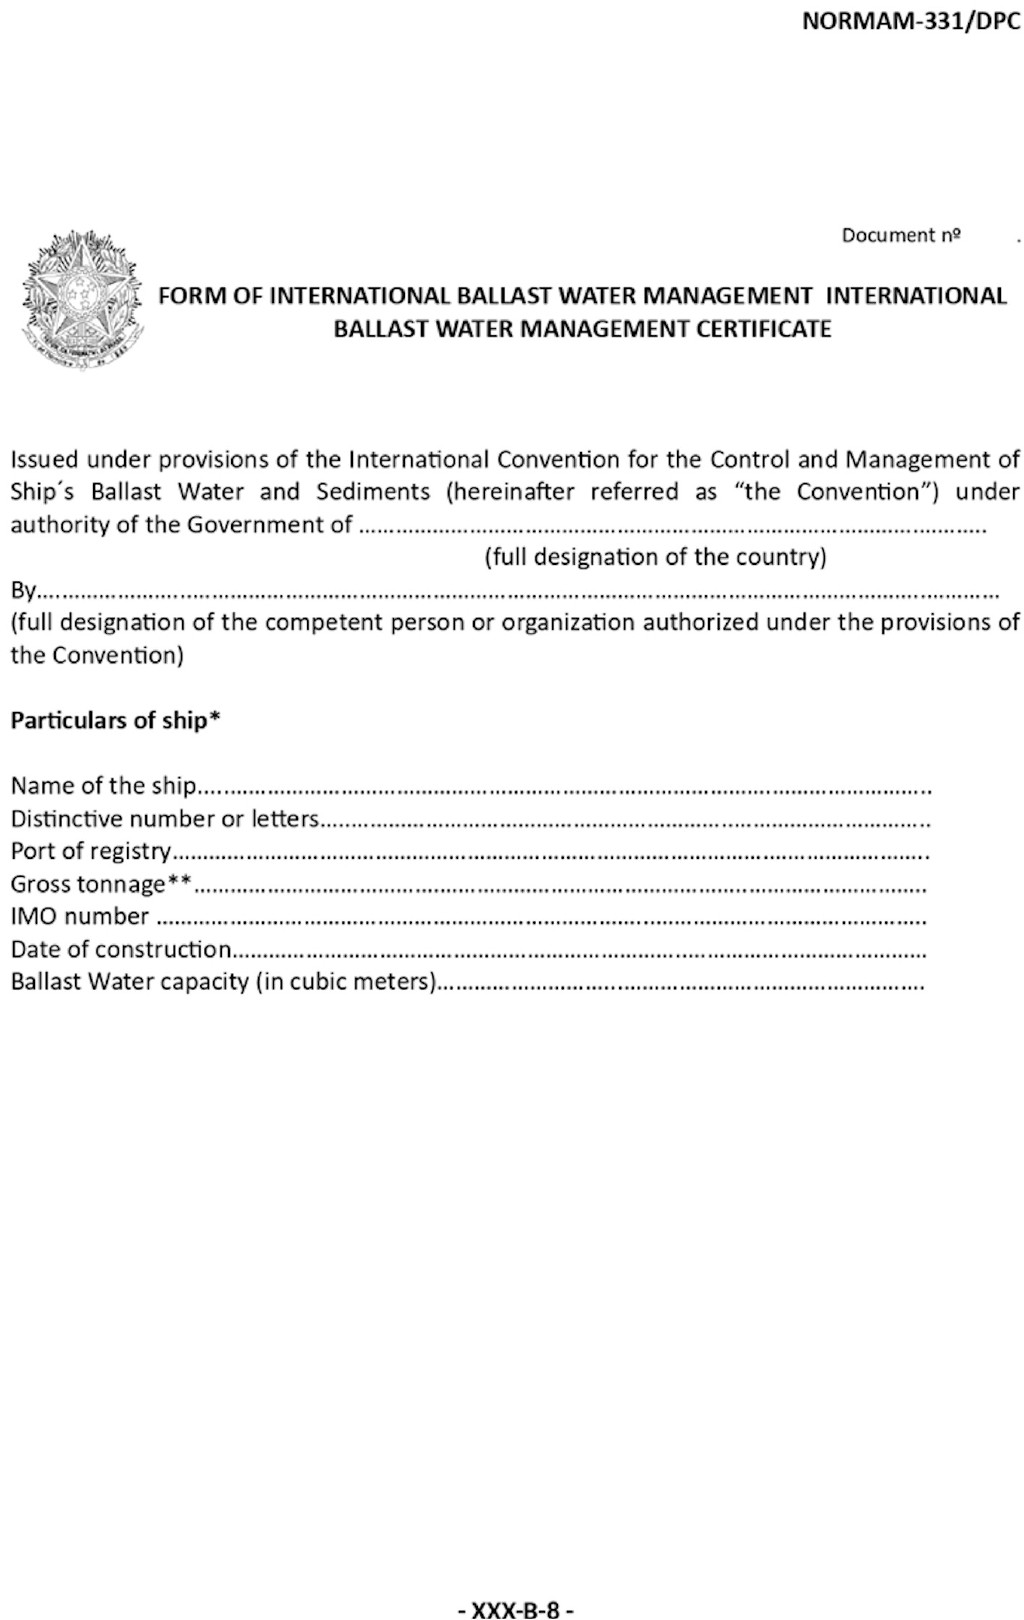 NORMAM-331/DPC
Document nº .
FORM OF INTERNATIONAL BALLAST WATER MANAGEMENT INTERNATIONAL
BALLAST WATER MANAGEMENT CERTIFICATE
Issued under provisions of the International Convention for the Control and Management of
Ship´s Ballast Water and Sediments (hereinafter referred as “the Convention”) under
authority of the Government of ……………………………………………………………………………………..
(full designation of the country)
By……………………………………………………………………………………………………………………………
(full designation of the competent person or organization authorized under the provisions of
the Convention)
Particulars of ship*
Name of the ship……………………………………………………………………………………………..
Distinctive number or letters……………………………………………………………………………..
Port of registry………………………………………………………………………………………………..
Gross tonnage**……………………………………………………………………………………………..
IMO number …………………………………………………………………………………………………..
Date of construction…………………………………………………………………………………………
Ballast Water capacity (in cubic meters)…………………………………………………………….
- XXX-B-8 -